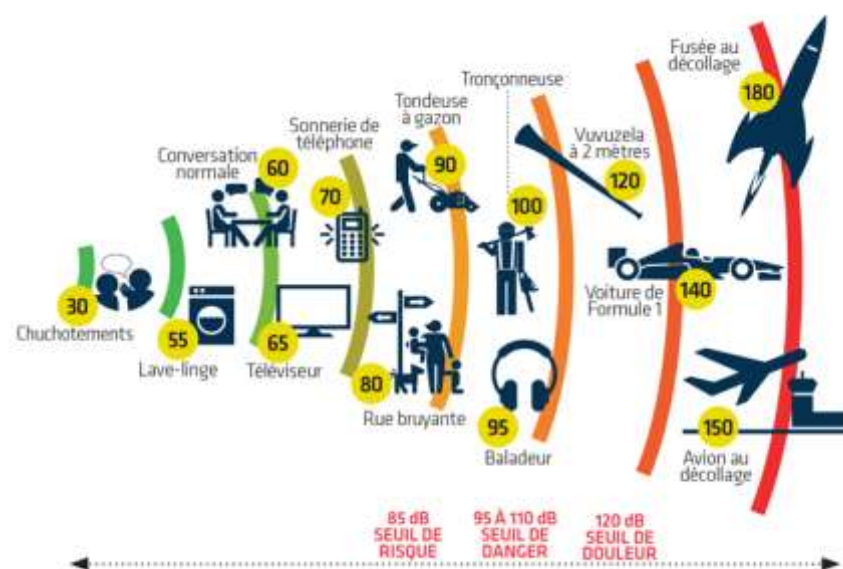 30
Chuchotements
55
Lave-linge
Conversation
normale
60
65
Téléviseur
Sonnerie de
téléphone
70
80
Rue bruyante
Tondeuse
à gazon
90
Tronçonneuse
100
95
Baladeur
Vuvuzela
à 2 mètres
120
Voiture de
Formule 1
140
150
Avion au
décollage
Fusée au
décollage
180
85 dB
SEUIL DE
RISQUE
95 À 110 dB
SEUIL DE
DANGER
120 dB
SEUIL DE
DOULEUR